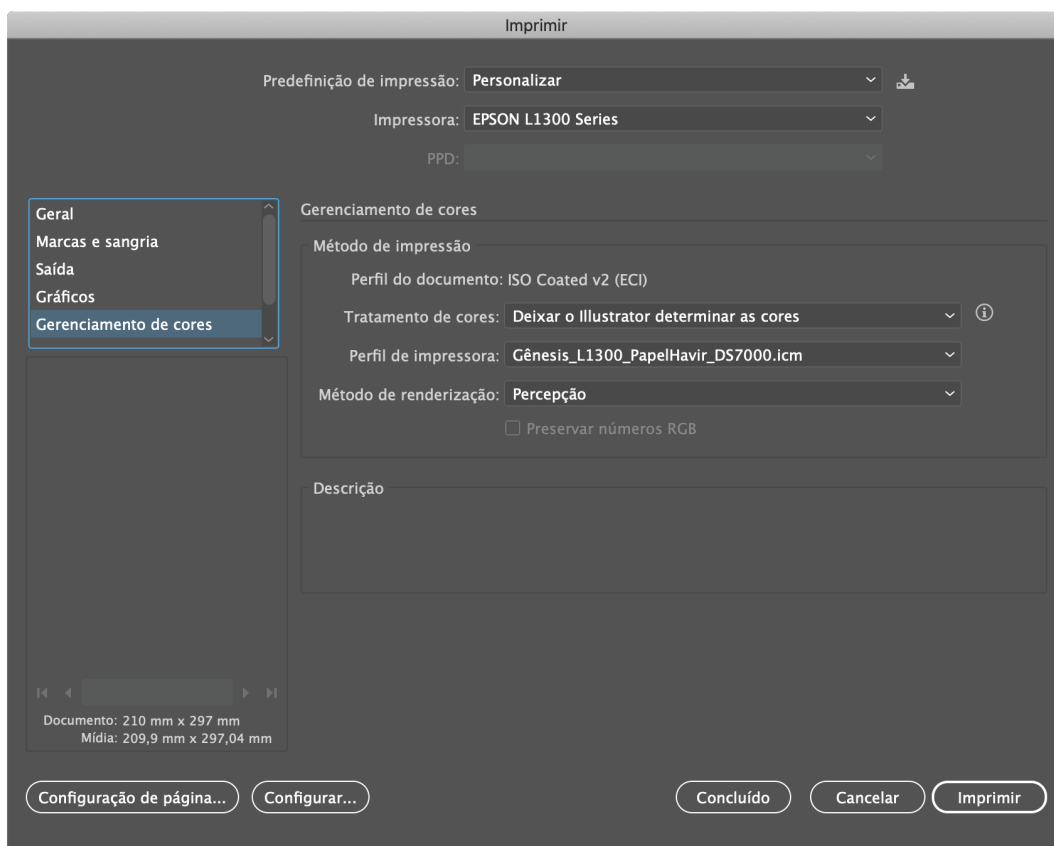 Imprimir
Predefinição de impressão: Personalizar
Impressora: EPSON L1300 Series
PPD:
Geral
Marcas e sangria
Saída
Gráficos
Gerenciamento de cores
Gerenciamento de cores
Método de impressão
Perfil do documento: ISO Coated v2 (ECI)
Tratamento de cores: Deixar o Illustrator determinar as cores
Perfil de impressora: Gênesis_L1300_PapelHavir_DS7000.icm
Método de renderização: Percepção
Preservar números RGB
Descrição
Documento: 210 mm x 297 mm
Mídia: 209,9 mm x 297,04 mm
Configuração de página... Configurar... Concluído Cancelar Imprimir